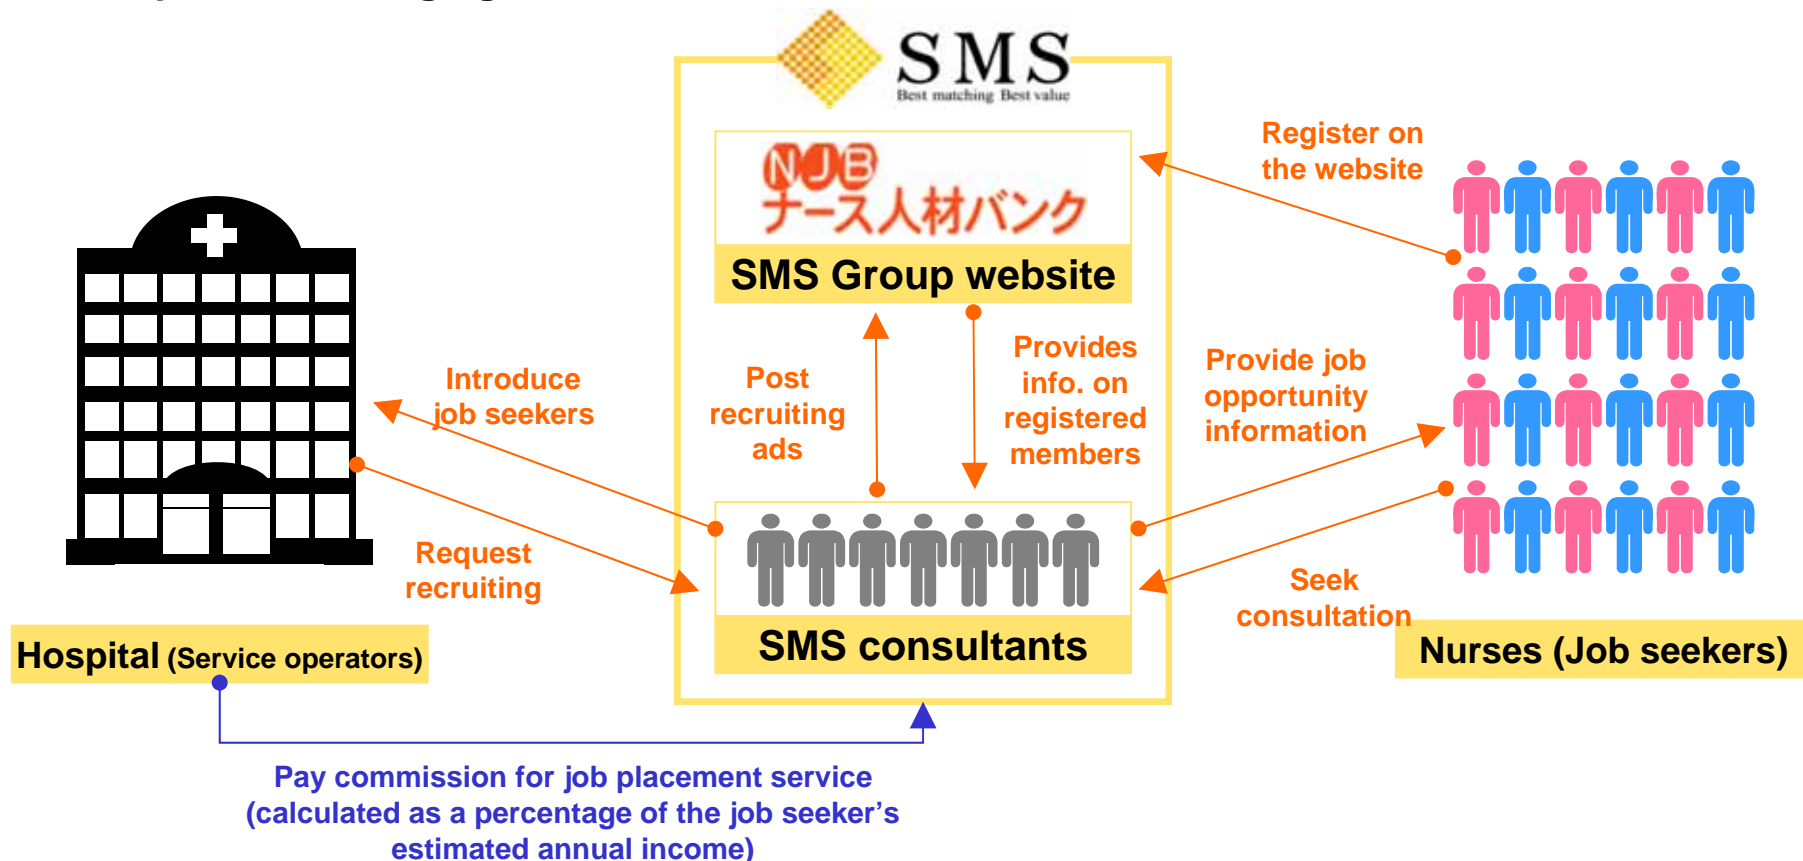 SMS
Best matching Best value
NJB
ナース人材バンク
SMS Group website
Register on
the website
Introduce
job seekers
Post
recruiting
ads
Provides
info. on
registered
members
Provide job
opportunity
information
Request
recruiting
Seek
consultation
SMS consultants
Hospital (Service operators)
Nurses (Job seekers)
Pay commission for job placement service
(calculated as a percentage of the job seeker’s
estimated annual income)